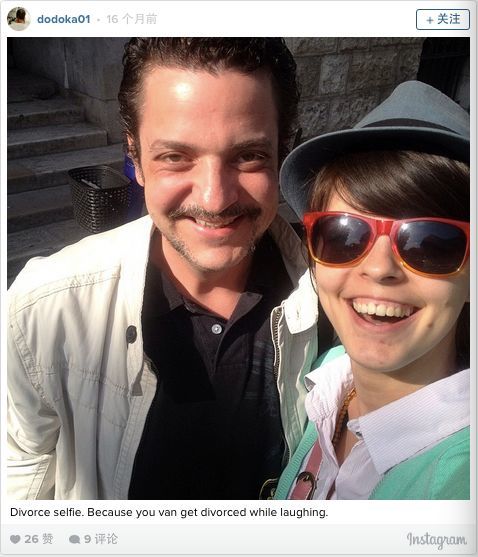 dodoka01 • 16 个月前
+ 关注
Divorce selfie. Because you van get divorced while laughing.
26 赞 9 评论
Instagram